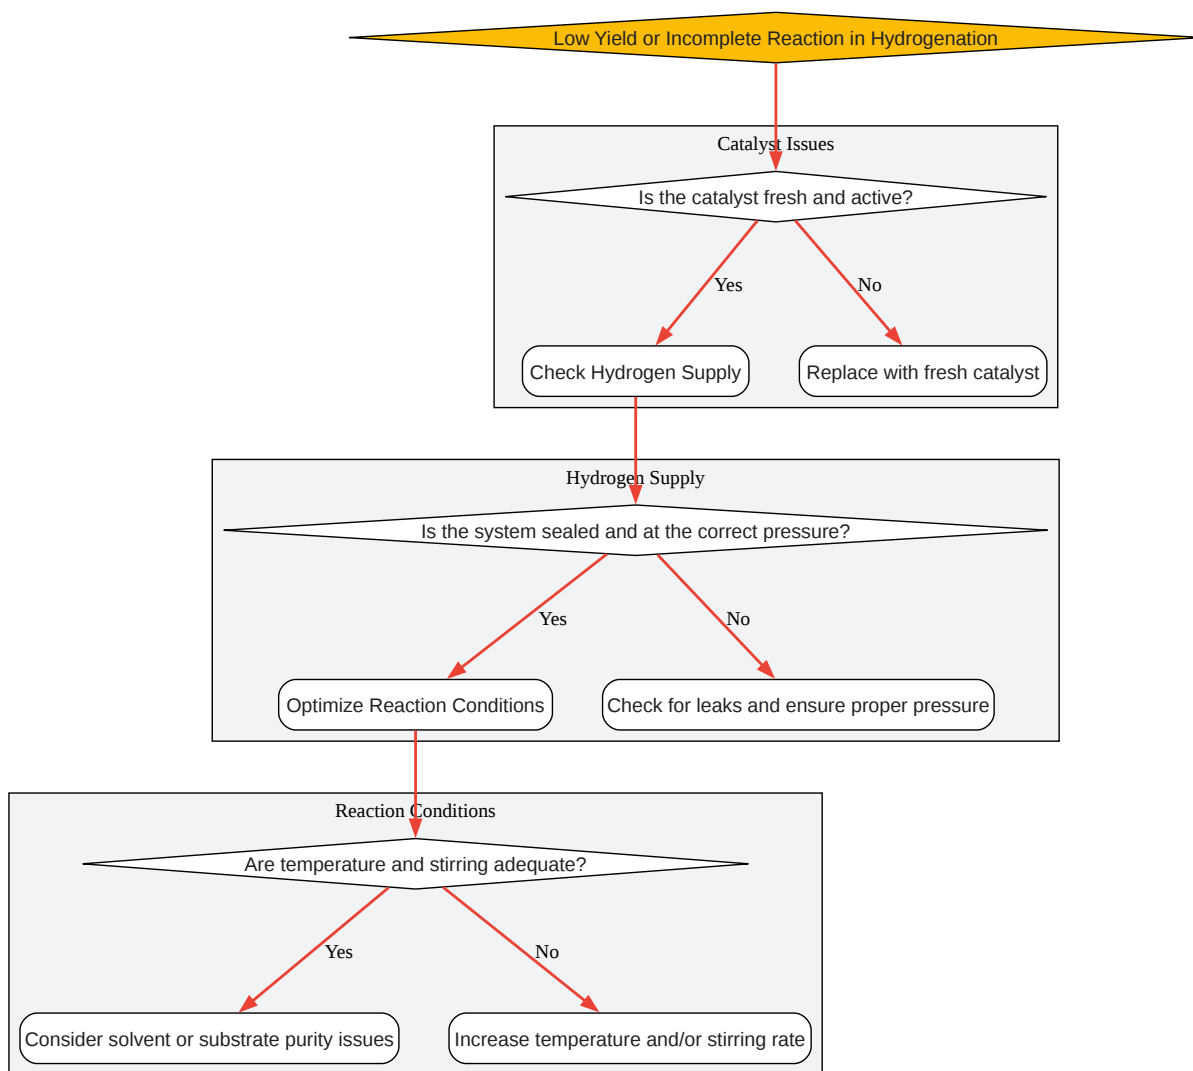 Low Yield or Incomplete Reaction in Hydrogenation
Catalyst Issues
Is the catalyst fresh and active?
Yes
No
Check Hydrogen Supply
Replace with fresh catalyst
Hydrogen Supply
Is the system sealed and at the correct pressure?
Yes
No
Optimize Reaction Conditions
Check for leaks and ensure proper pressure
Reaction Conditions
Are temperature and stirring adequate?
Yes
No
Consider solvent or substrate purity issues
Increase temperature and/or stirring rate